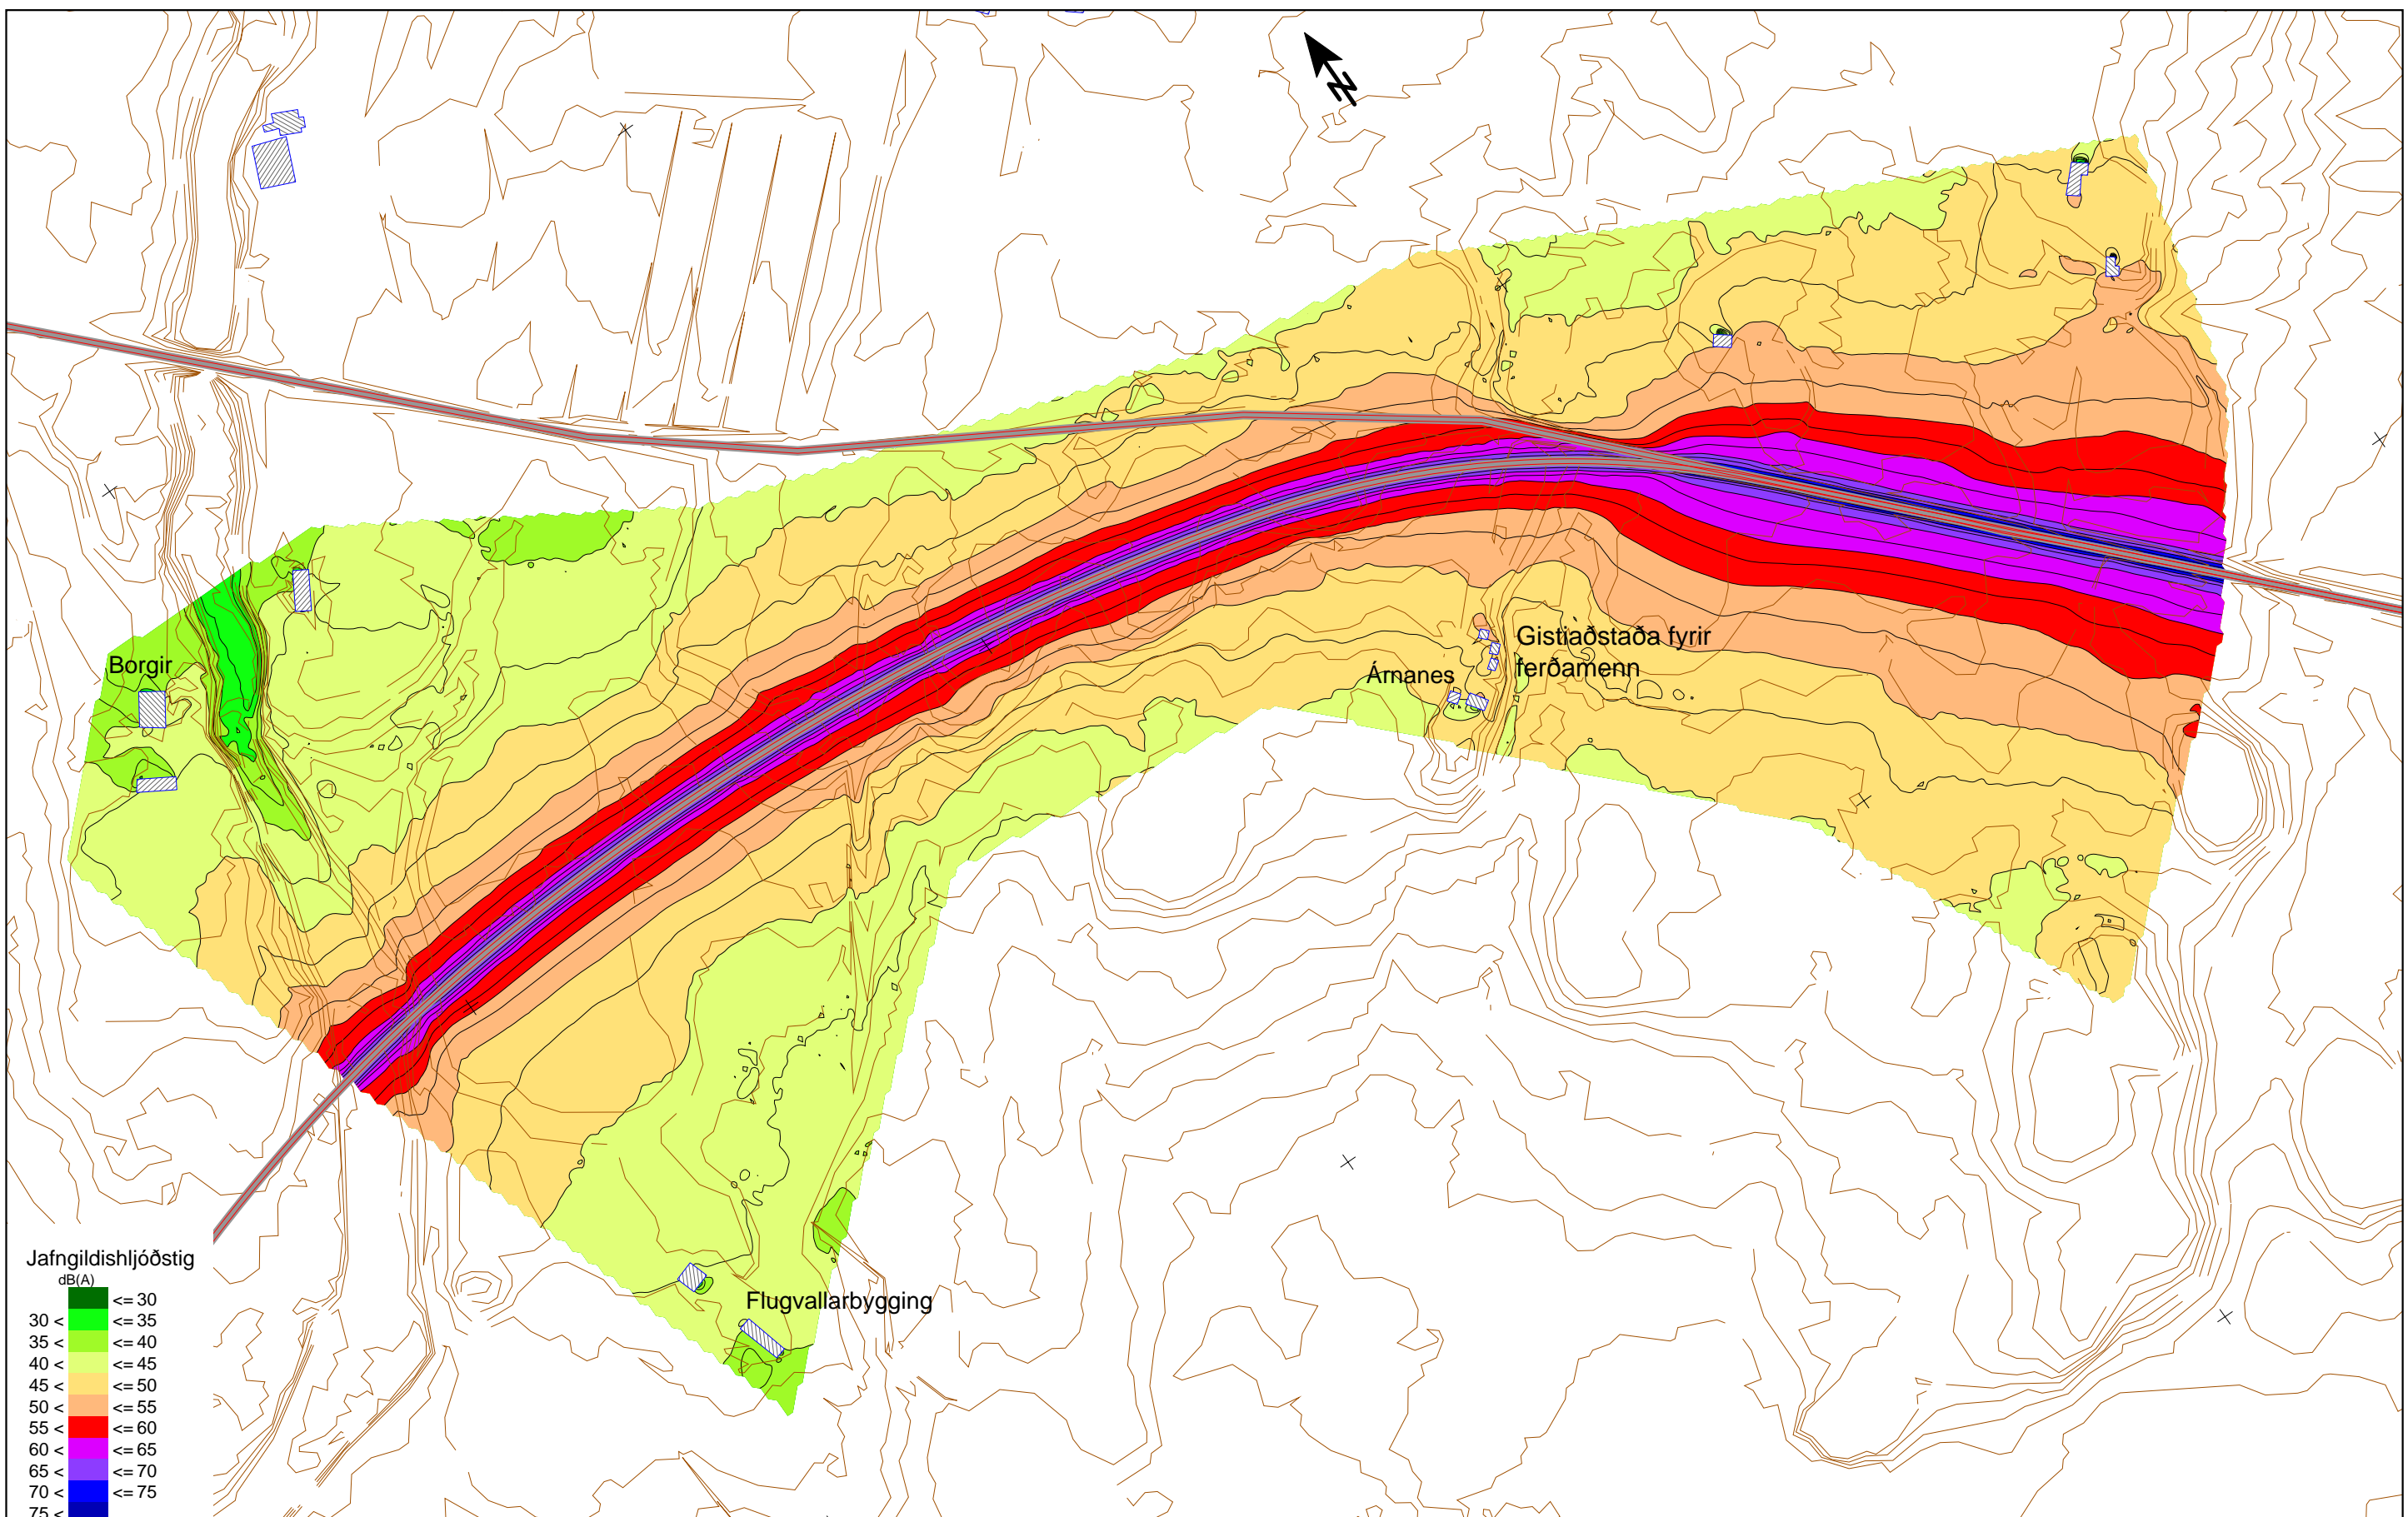 N
Borgir
Gistiaðstaða fyrir
ferðamenn
Árnanes
Flugvallarbygging
Jafngildishljóðstig
dB(A)
<= 30
30 < <= 35
35 < <= 40
40 < <= 45
45 < <= 50
50 < <= 55
55 < <= 60
60 < <= 65
65 < <= 70
70 < <= 75
75 <